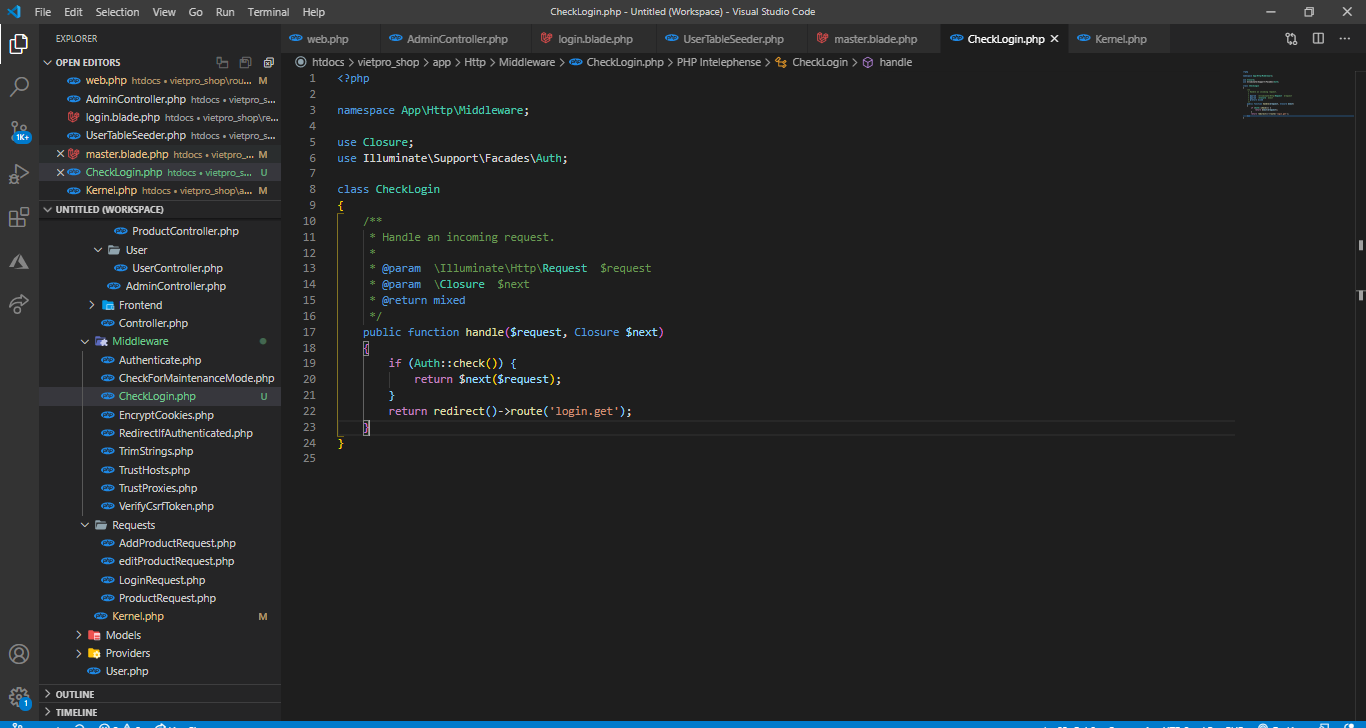 File Edit Selection View Go Run Terminal Help
CheckLogin.php - Untitled (Workspace) - Visual Studio Code
EXPLORER
OPEN EDITORS
web.php htdocs • vietpro_shop\rou... M
AdminController.php htdocs • vietpro_s...
login.blade.php htdocs • vietpro_shop\re...
UserTableSeeder.php htdocs • vietpro_s...
master.blade.php htdocs • vietpro_... M
CheckLogin.php htdocs • vietpro_s... U
Kernel.php htdocs • vietpro_shop\a... M
UNTITLED (WORKSPACE)
ProductController.php
User
UserController.php
AdminController.php
Frontend
Controller.php
Middleware
Authenticate.php
CheckForMaintenanceMode.php
CheckLogin.php U
EncryptCookies.php
RedirectIfAuthenticated.php
TrimStrings.php
TrustHosts.php
TrustProxies.php
VerifyCsrfToken.php
Requests
AddProductRequest.php
editProductRequest.php
LoginRequest.php
ProductRequest.php
Kernel.php M
Models
Providers
User.php
OUTLINE
TIMELINE
1K+
1
web.php AdminController.php login.blade.php UserTableSeeder.php master.blade.php CheckLogin.php Kernel.php
htdocs > vietpro_shop > app > Http > Middleware > CheckLogin.php > PHP Intelephense > CheckLogin > handle
1 <?php
2
3 namespace App\Http\Middleware;
4
5 use Closure;
6 use Illuminate\Support\Facades\Auth;
7
8 class CheckLogin
9 {
10 /**
11 * Handle an incoming request.
12 *
13 * @param \Illuminate\Http\Request $request
14 * @param \Closure $next
15 * @return mixed
16 */
17 public function handle($request, Closure $next)
18 {
19 if (Auth::check()) {
20 return $next($request);
21 }
22 return redirect()->route('login.get');
23 }
24 }
25